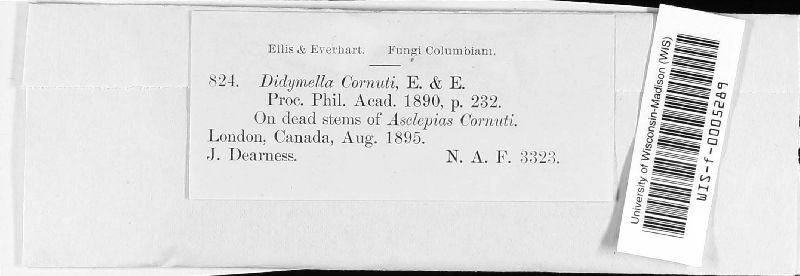 Ellis & Everhart. Fungi Columbiani.
824. Didymella Cornuti, E. & E.
Proc. Phil. Acad. 1890, p. 232.
On dead stems of Asclepias Cornuti.
London, Canada, Aug. 1895.
J. Dearness. N. A. F. 3323.
University of Wisconsin-Madison (WIS)
WIS-f-0005289